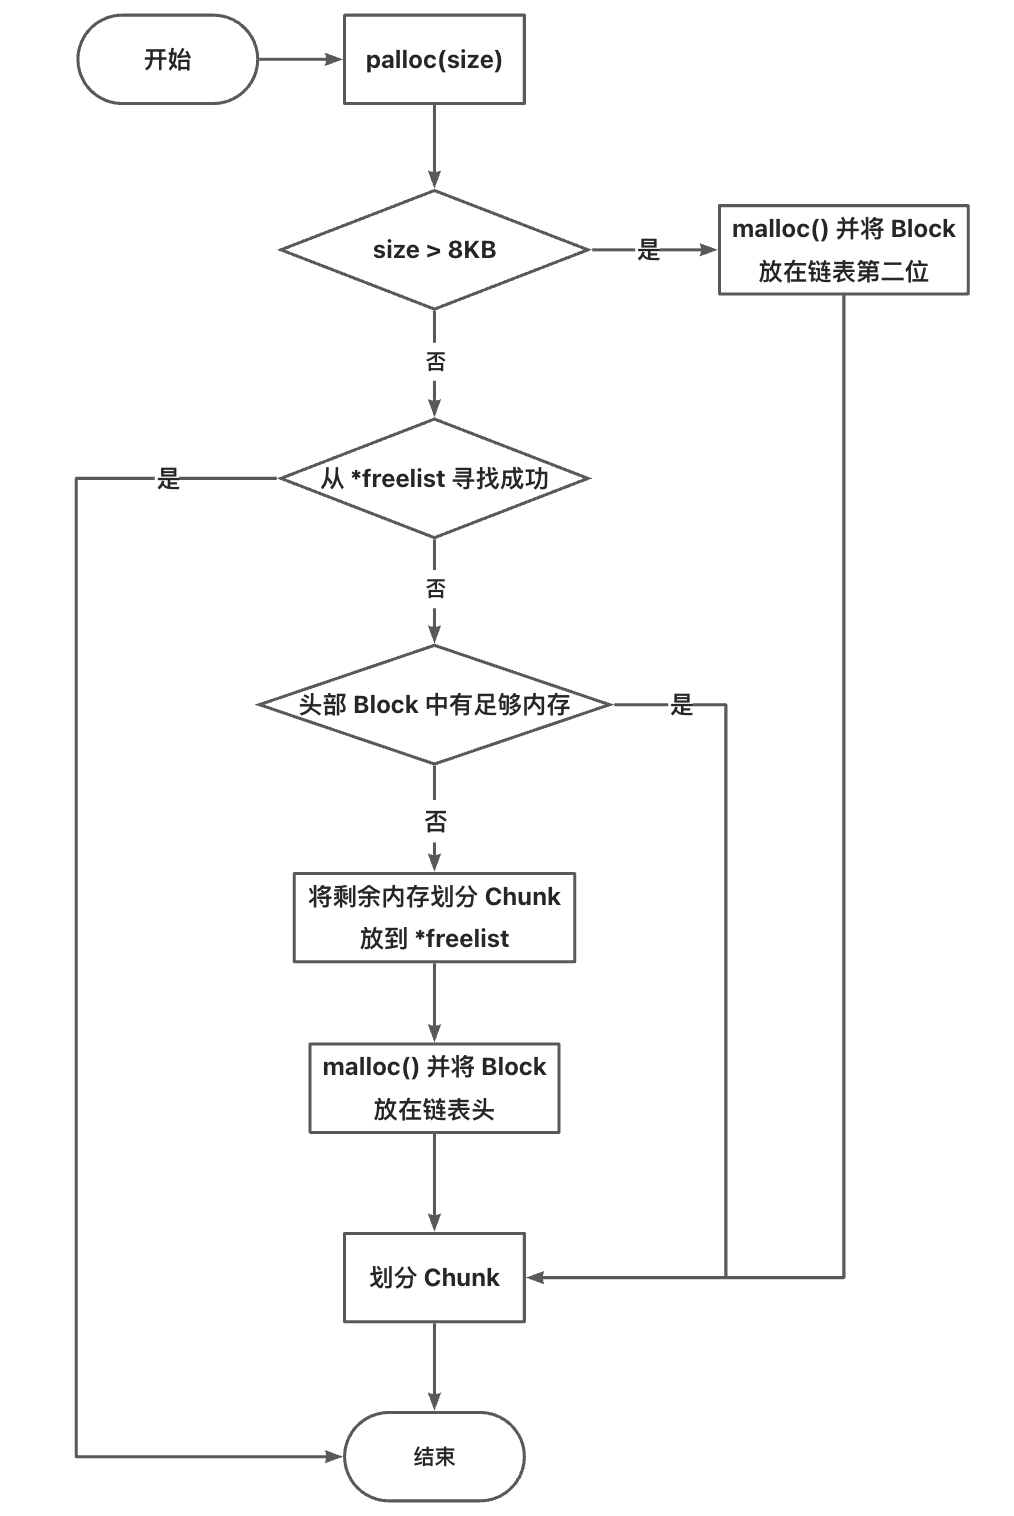 开始
palloc(size)
size > 8KB
是
malloc() 并将 Block
放在链表第二位
否
从 *freelist 寻找成功
是
否
头部 Block 中有足够内存
是
否
将剩余内存划分 Chunk
放到 *freelist
malloc() 并将 Block
放在链表头
划分 Chunk
结束